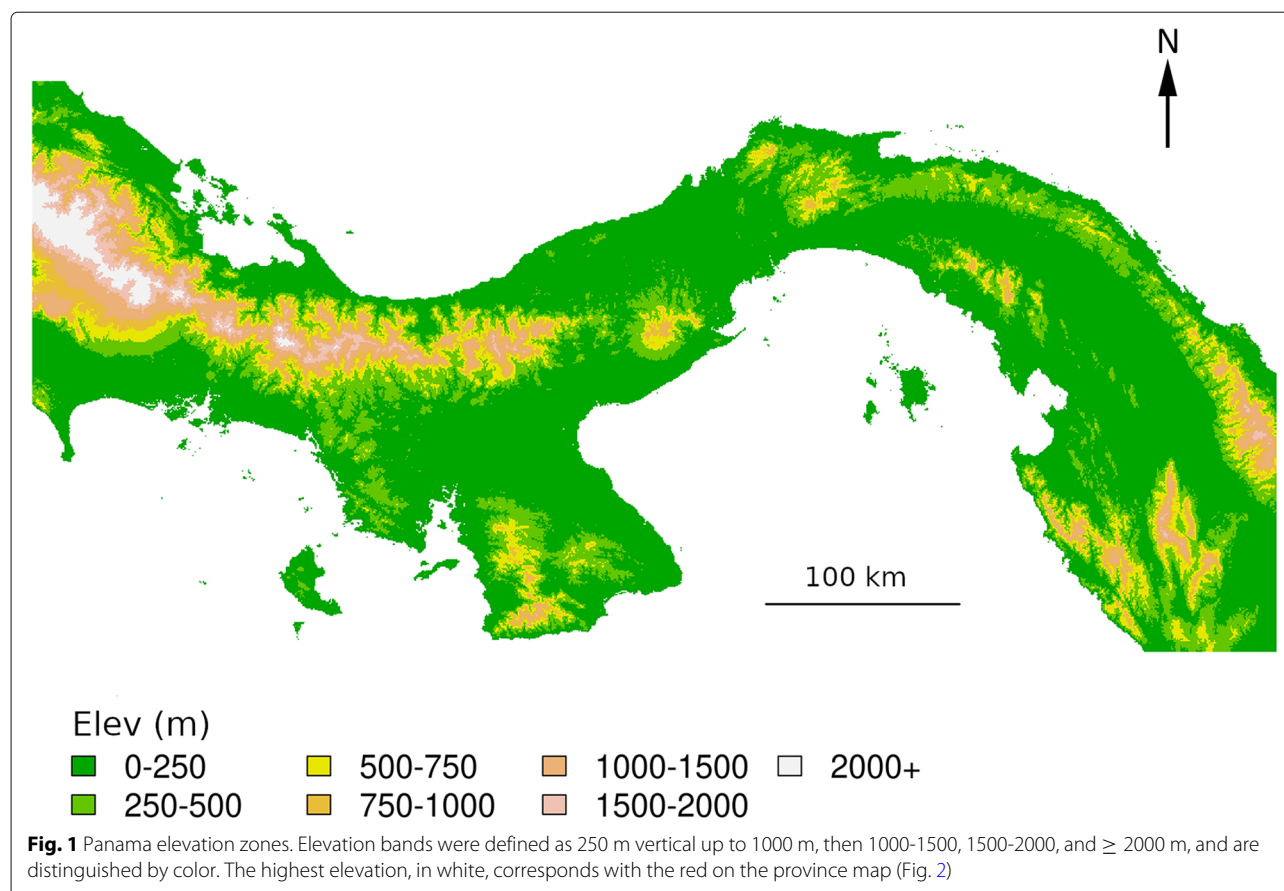 N
100 km
Elev (m)
0-250 500-750 1000-1500 2000+
250-500 750-1000 1500-2000
Fig. 1 Panama elevation zones. Elevation bands were defined as 250 m vertical up to 1000 m, then 1000-1500, 1500-2000, and ≥ 2000 m, and are
distinguished by color. The highest elevation, in white, corresponds with the red on the province map (Fig. 2)